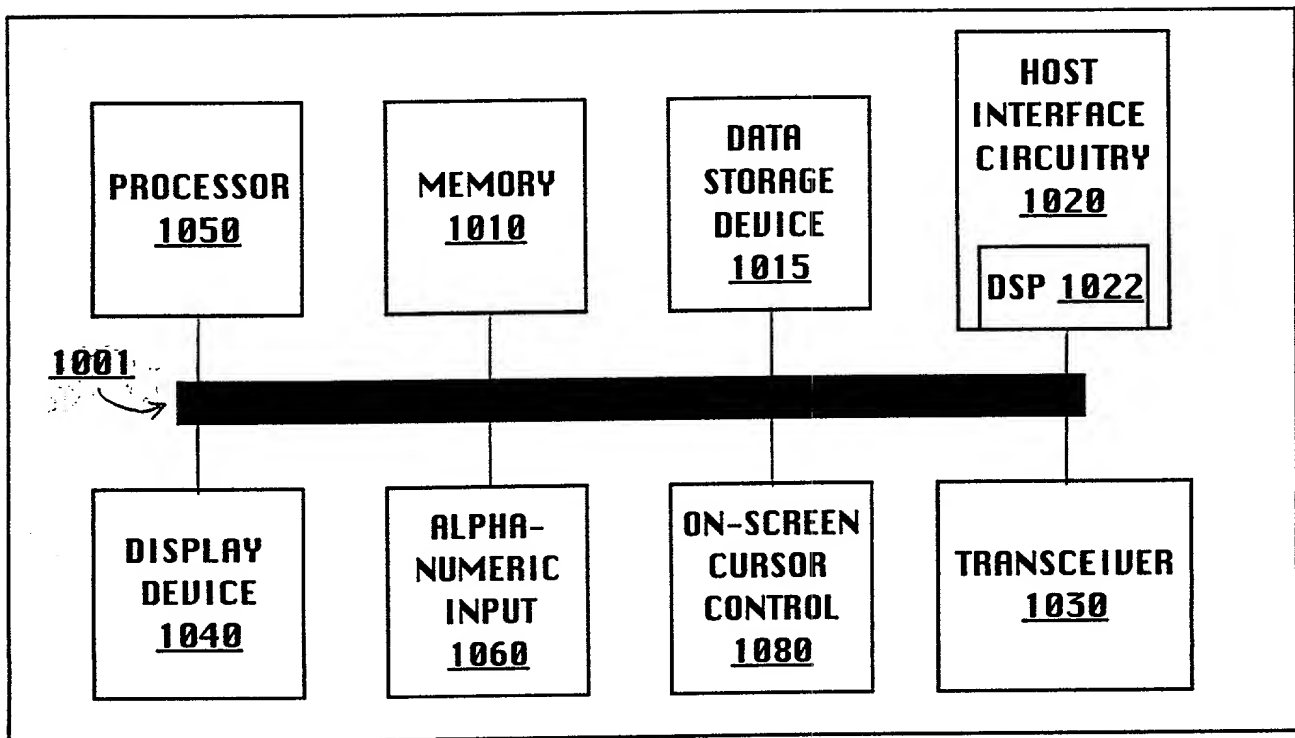 PROCESSOR
1050
MEMORY
1010
DATA
STORAGE
DEVICE
1015
HOST
INTERFACE
CIRCUITRY
1020
DSP 1022
1001
DISPLAY
DEVICE
1040
ALPHA-
NUMERIC
INPUT
1060
ON-SCREEN
CURSOR
CONTROL
1080
TRANSCEIVER
1030